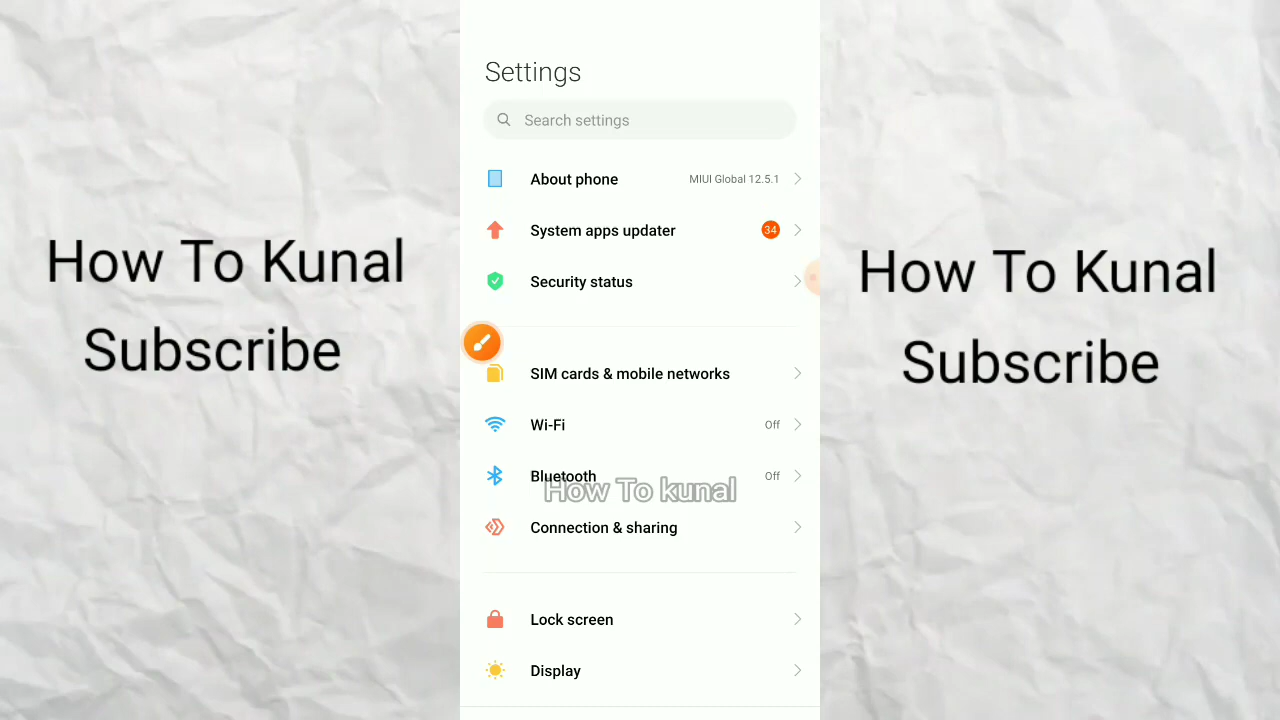 How To Kunal
Subscribe
Settings
Search settings
About phone MIUI Global 12.5.1
System apps updater 34
Security status
SIM cards & mobile networks
Wi-Fi Off
Bluetooth Off
How To kunal
Connection & sharing
Lock screen
Display
How To Kunal
Subscribe